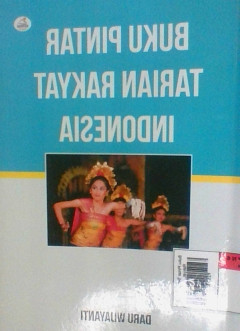 BUKU PINTAR
TARIAN RAKYAT
INDONESIA
DARU WIJAYANTI